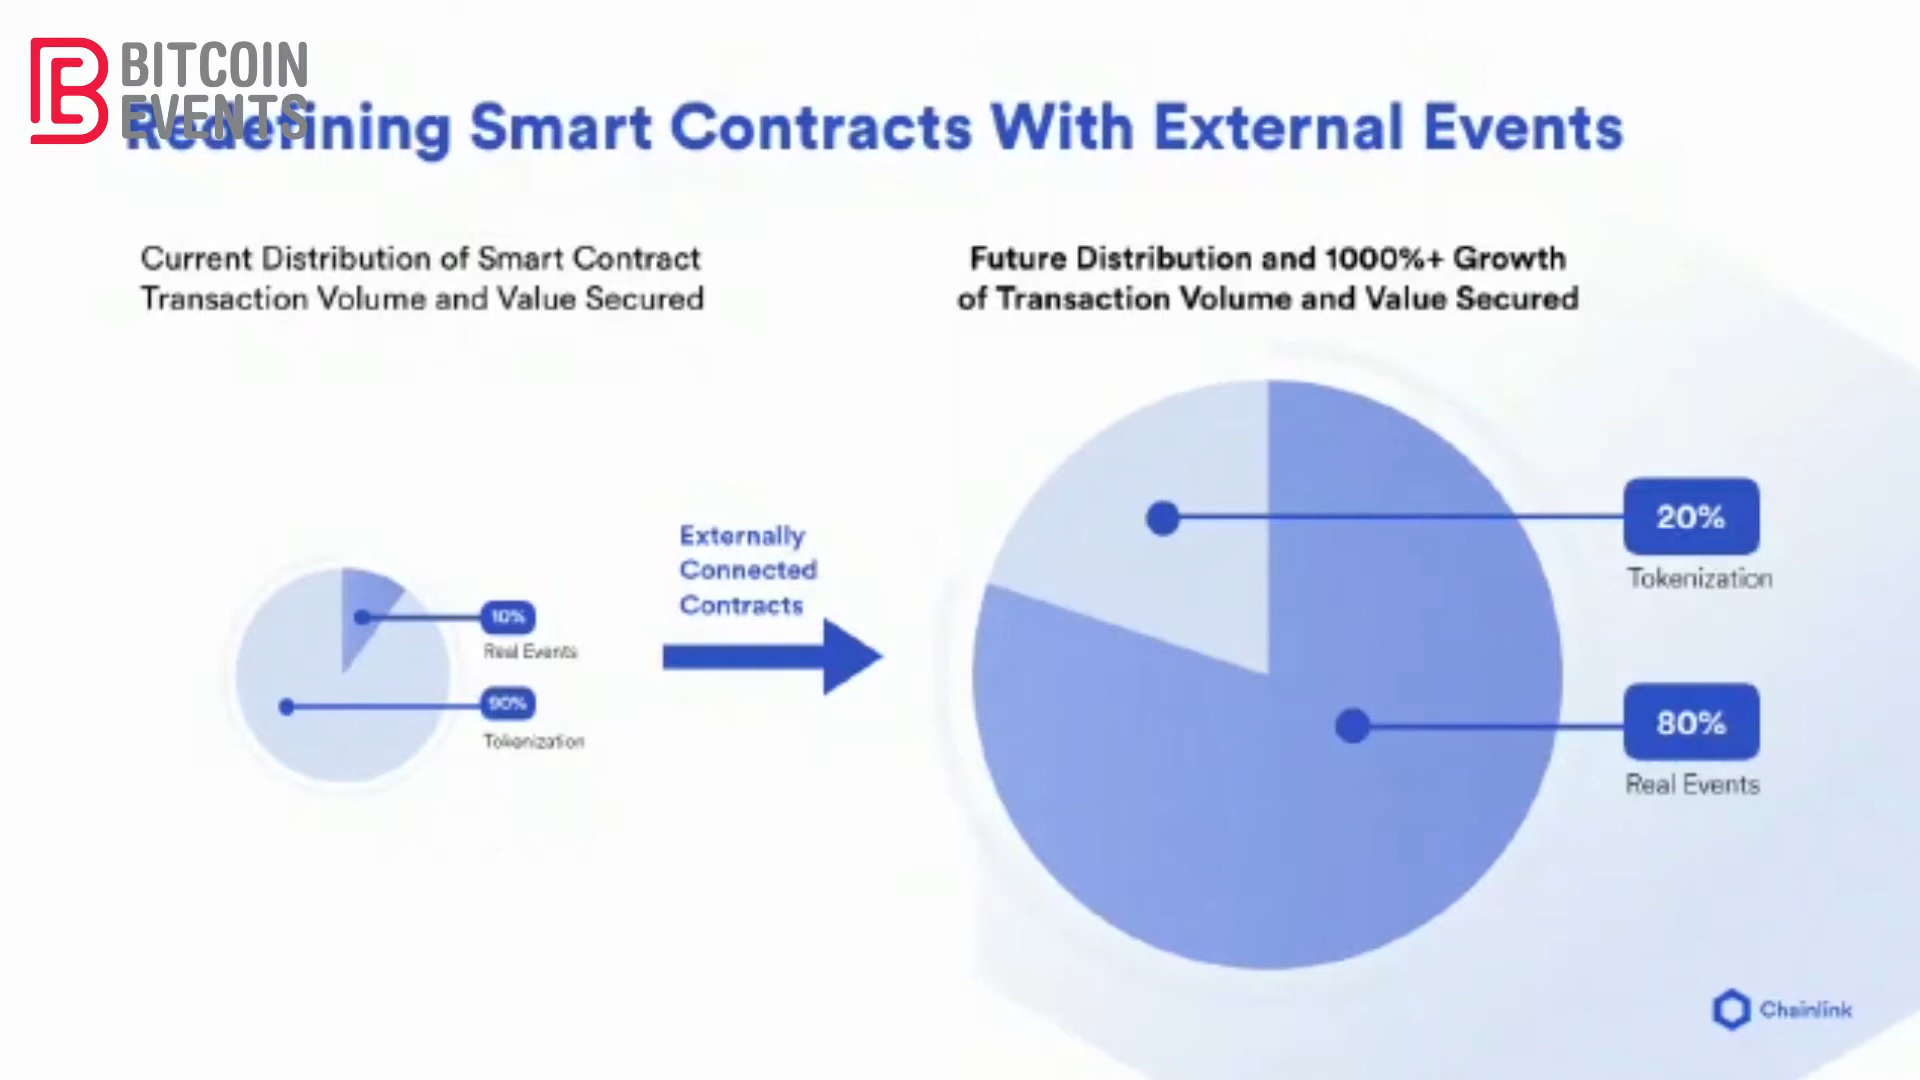 BITCOIN
EVENTS
Redefining Smart Contracts With External Events
Current Distribution of Smart Contract
Transaction Volume and Value Secured
Future Distribution and 1000%+ Growth
of Transaction Volume and Value Secured
10%
Real Events
90%
Tokenization
Externally
Connected
Contracts
20%
Tokenization
80%
Real Events
Chainlink